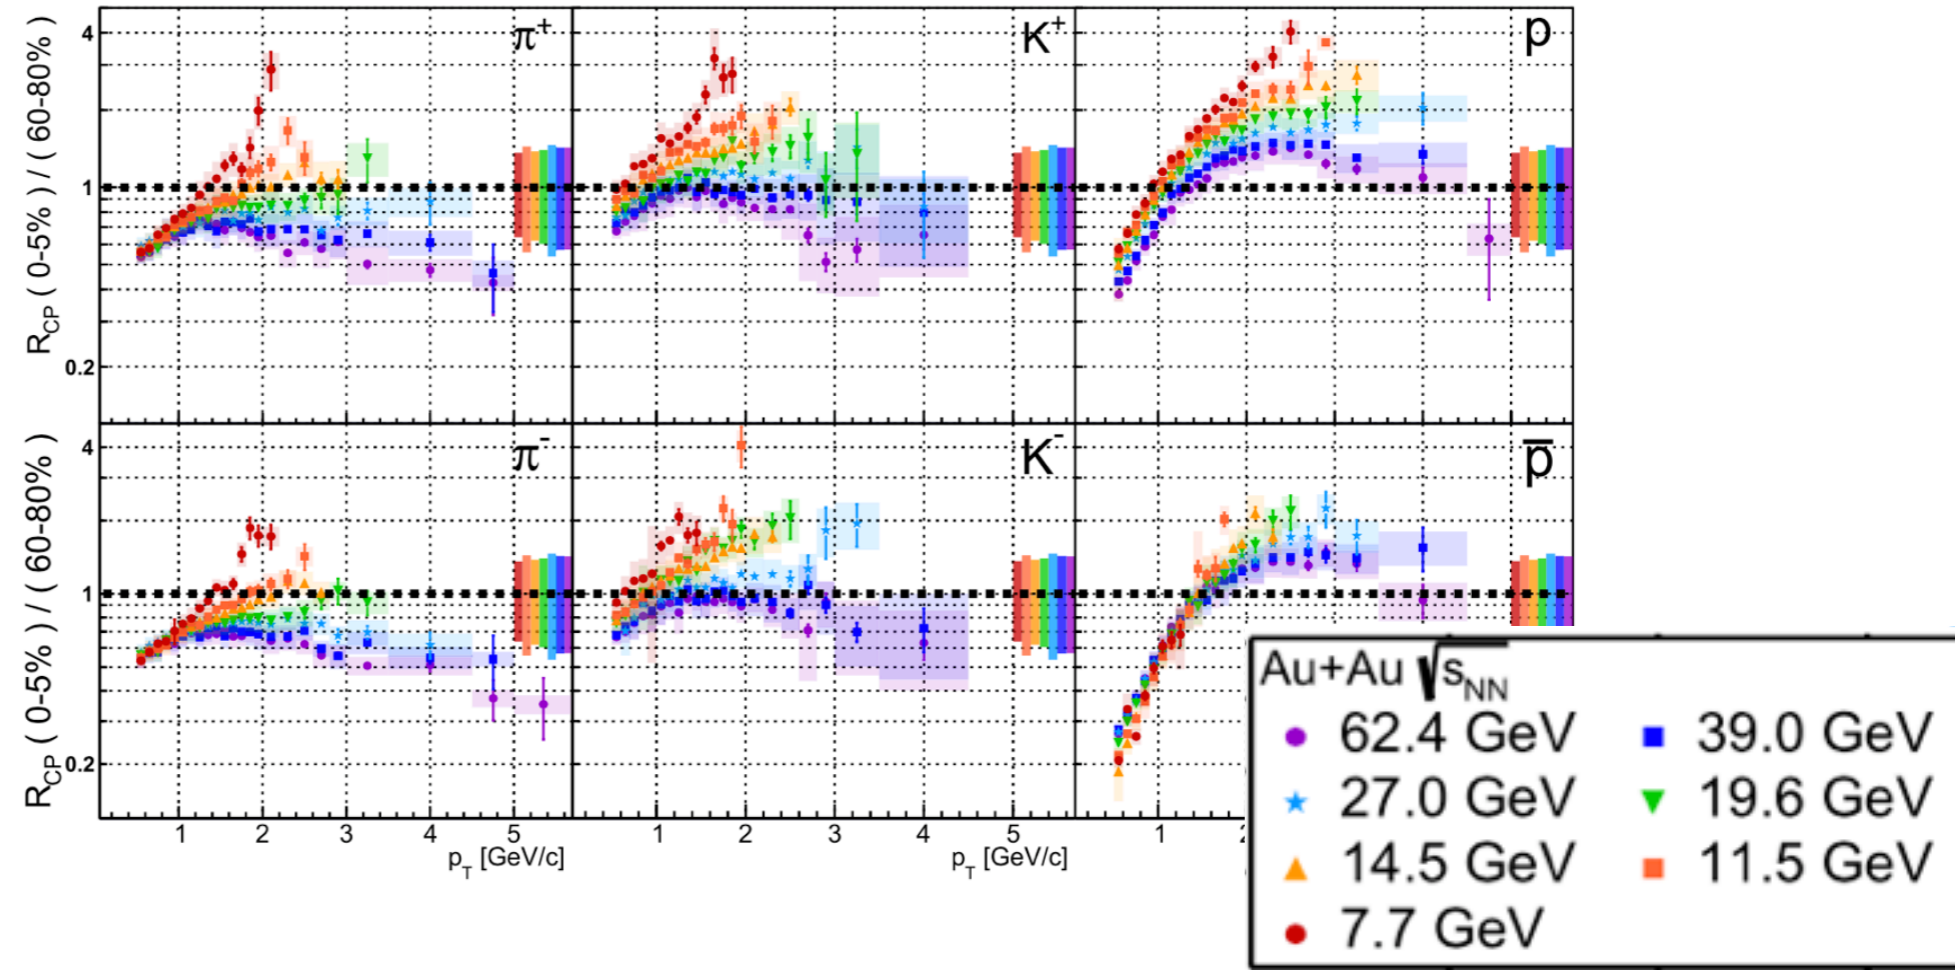 R_CP ( 0-5% ) / ( 60-80% )
4
1
0.2
π⁺
K⁺
p
R_CP ( 0-5% ) / ( 60-80% )
4
1
0.2
π⁻
K⁻
p̅
1 2 3 4 5
1 2 3 4 5
1
p_T [GeV/c]
p_T [GeV/c]
Au+Au √s_NN
62.4 GeV
39.0 GeV
27.0 GeV
19.6 GeV
14.5 GeV
11.5 GeV
7.7 GeV